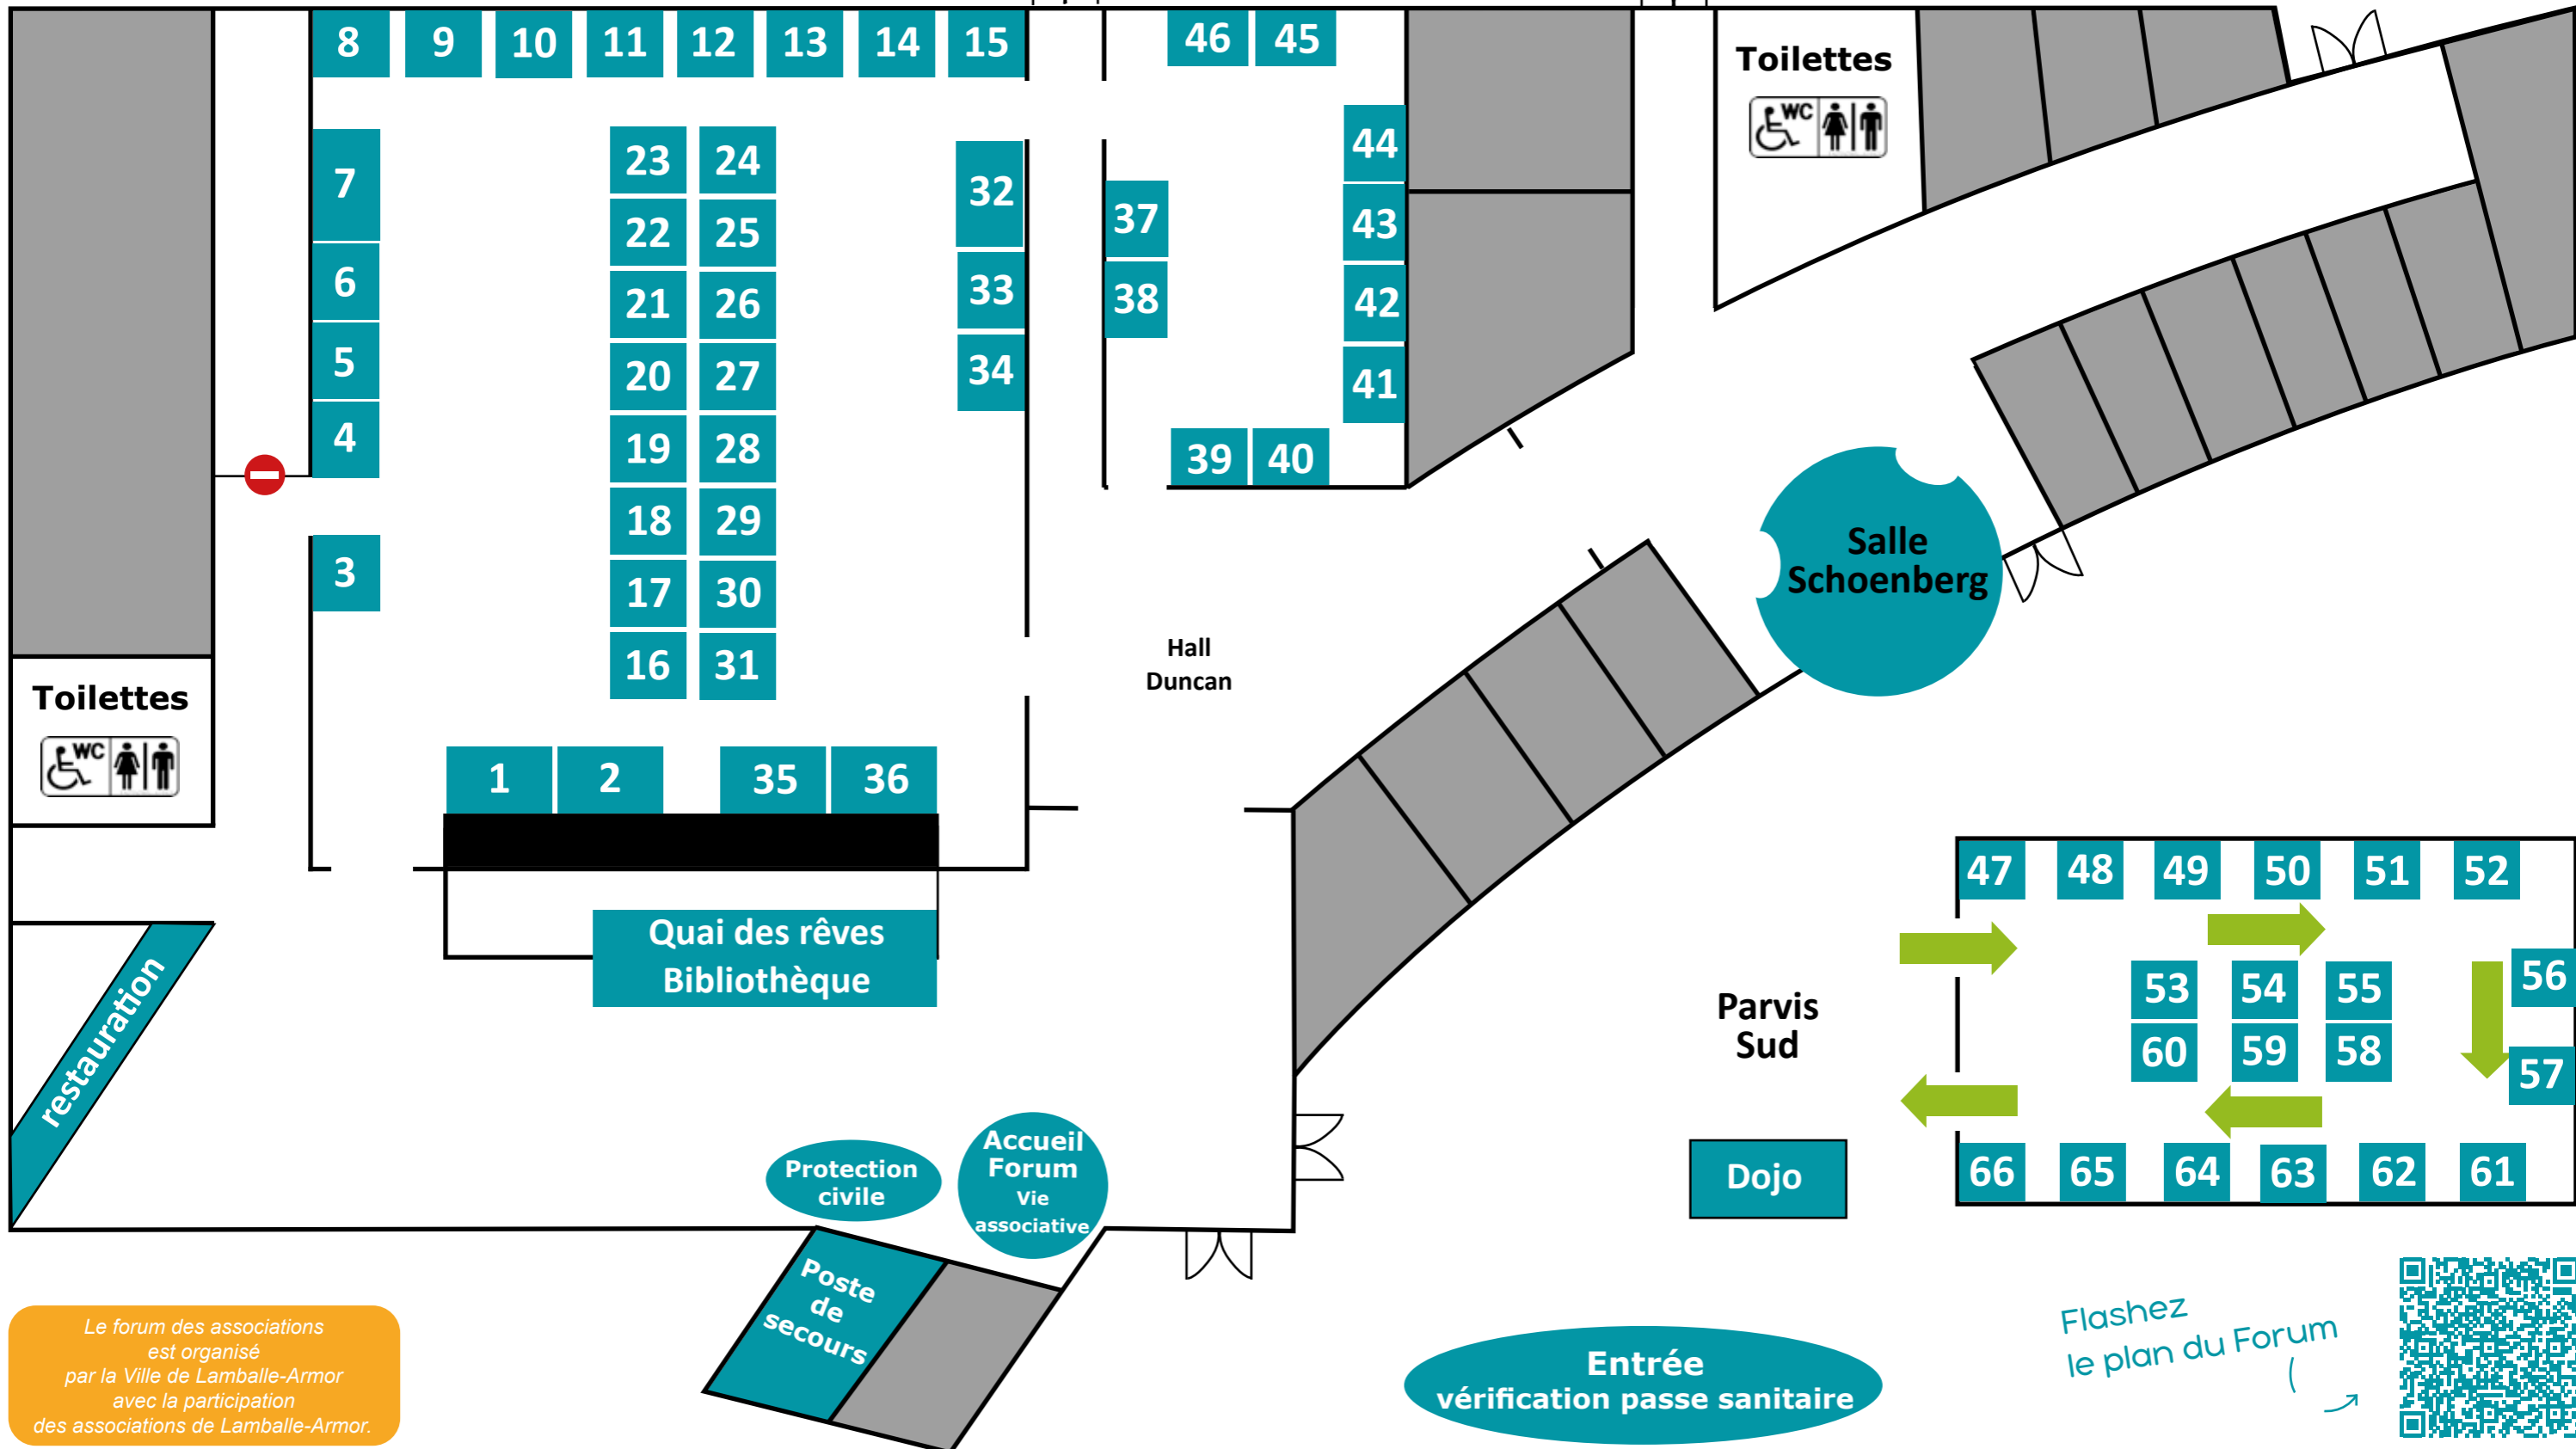 8 9 10 11 12 13 14 15
46 45
Toilettes
WC
7
6
5
4
3
23 24
22 25
21 26
20 27
19 28
18 29
17 30
16 31
32
33
34
37
38
44
43
42
41
39 40
Salle
Schoenberg
Hall
Duncan
Toilettes
WC
1 2 35 36
Quai des rêves
Bibliothèque
restauration
47 48 49 50 51 52
53 54 55
56
60 59 58
57
66 65 64 63 62 61
Parvis
Sud
Dojo
Protection
civile
Accueil
Forum
Vie
associative
Poste
de
secours
Entrée
vérification passe sanitaire
Le forum des associations
est organisé
par la Ville de Lamballe-Armor
avec la participation
des associations de Lamballe-Armor.
Flashez
le plan du Forum